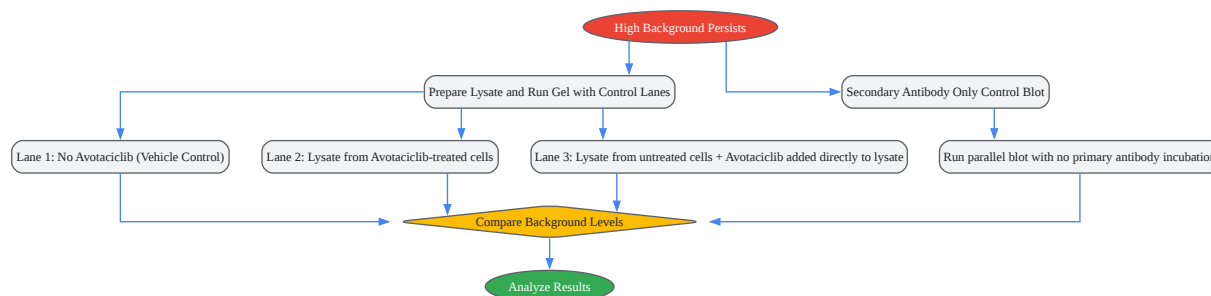 High Background Persists
Prepare Lysate and Run Gel with Control Lanes
Secondary Antibody Only Control Blot
Lane 1: No Avotaciclib (Vehicle Control)
Lane 2: Lysate from Avotaciclib-treated cells
Lane 3: Lysate from untreated cells + Avotaciclib added directly to lysate
Run parallel blot with no primary antibody incubation
Compare Background Levels
Analyze Results